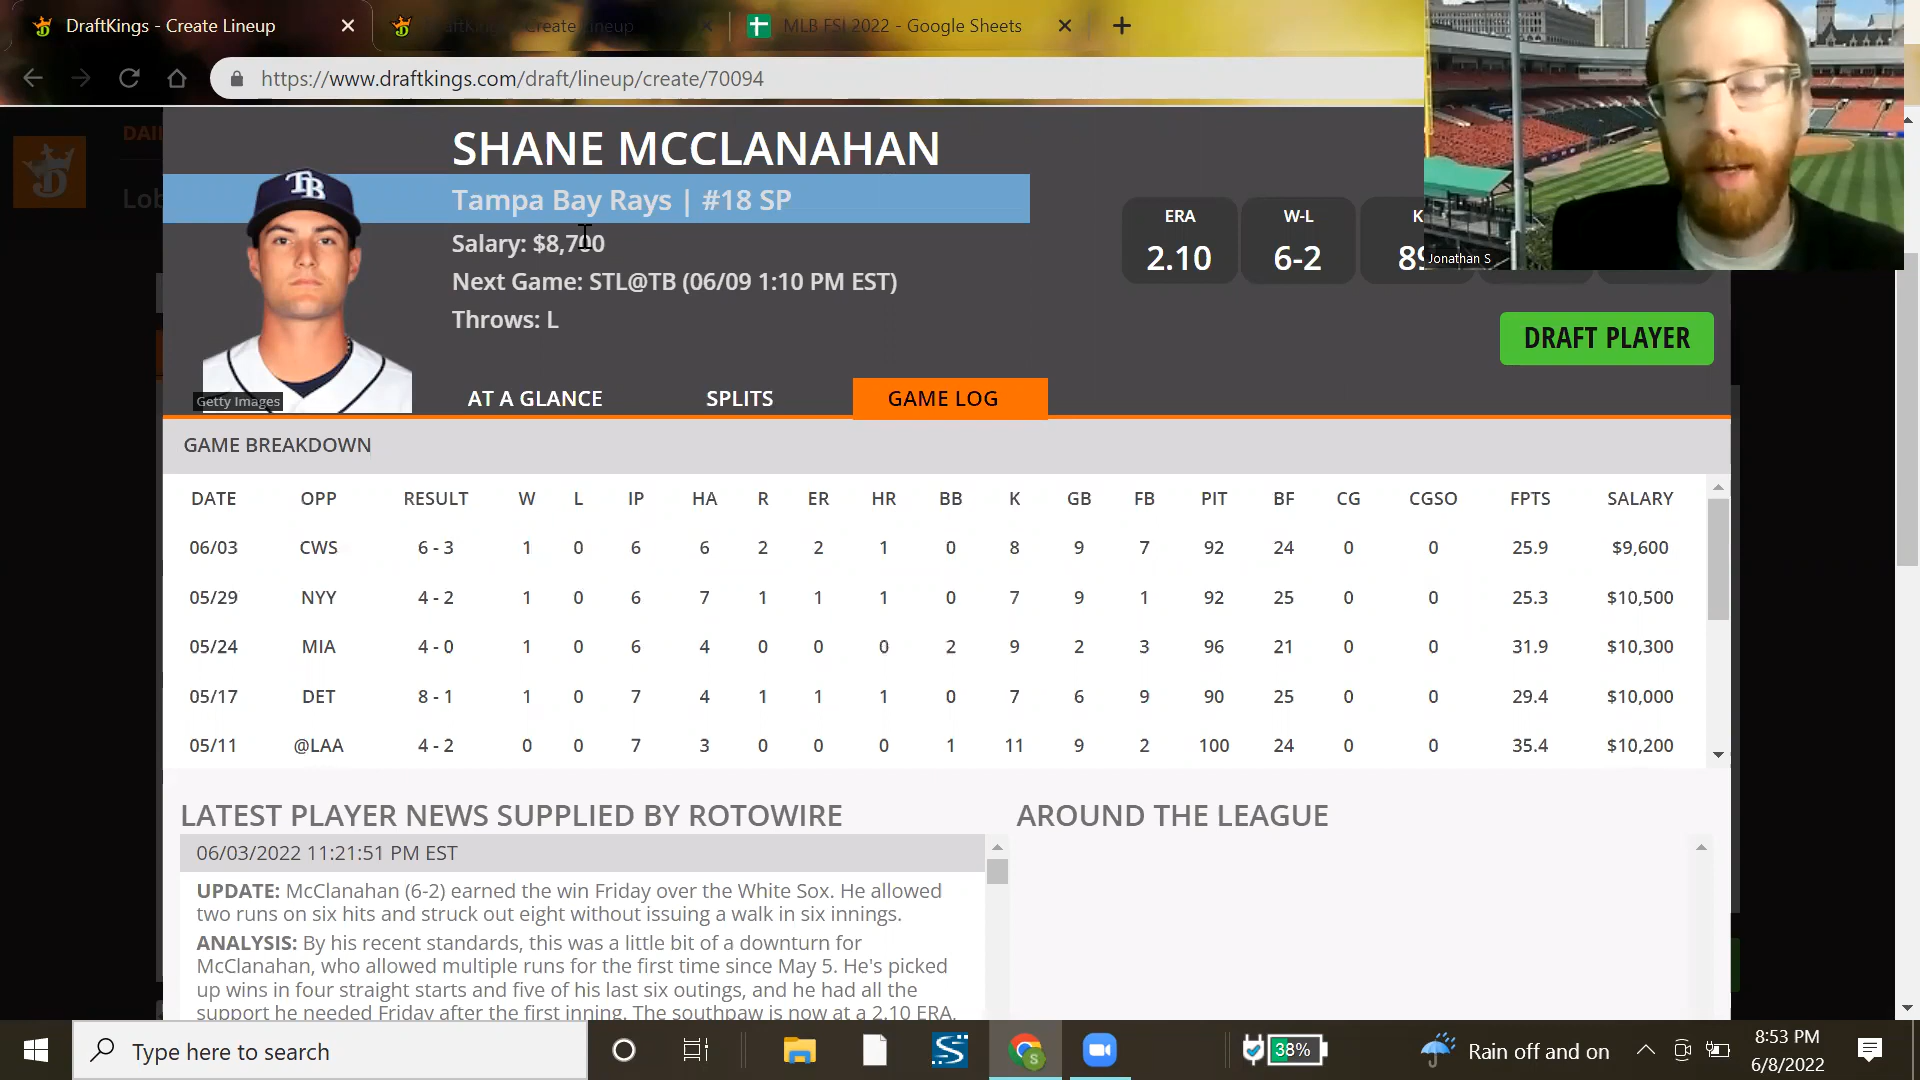 DraftKings - Create Lineup
MLB FSI 2022 - Google Sheets
https://www.draftkings.com/draft/lineup/create/70094
DAI
Lob
SHANE MCCLANAHAN
TB
Tampa Bay Rays | #18 SP
Salary: $8,700
Next Game: STL@TB (06/09 1:10 PM EST)
Throws: L
Getty Images
ERA
2.10
W-L
6-2
K
89
Jonathan S
DRAFT PLAYER
AT A GLANCE SPLITS GAME LOG
GAME BREAKDOWN
DATE OPP RESULT W L IP HA R ER HR BB K GB FB PIT BF CG CGSO FPTS SALARY
06/03 CWS 6 - 3 1 0 6 6 2 2 1 0 8 9 7 92 24 0 0 25.9 $9,600
05/29 NYY 4 - 2 1 0 6 7 1 1 1 0 7 9 1 92 25 0 0 25.3 $10,500
05/24 MIA 4 - 0 1 0 6 4 0 0 0 2 9 2 3 96 21 0 0 31.9 $10,300
05/17 DET 8 - 1 1 0 7 4 1 1 1 0 7 6 9 90 25 0 0 29.4 $10,000
05/11 @LAA 4 - 2 0 0 7 3 0 0 0 1 11 9 2 100 24 0 0 35.4 $10,200
LATEST PLAYER NEWS SUPPLIED BY ROTOWIRE
06/03/2022 11:21:51 PM EST
UPDATE: McClanahan (6-2) earned the win Friday over the White Sox. He allowed
two runs on six hits and struck out eight without issuing a walk in six innings.
ANALYSIS: By his recent standards, this was a little bit of a downturn for
McClanahan, who allowed multiple runs for the first time since May 5. He's picked
up wins in four straight starts and five of his last six outings, and he had all the
support he needed Friday after the first inning. The southpaw is now at a 2.10 ERA,
AROUND THE LEAGUE
Type here to search
38%
Rain off and on
8:53 PM
6/8/2022